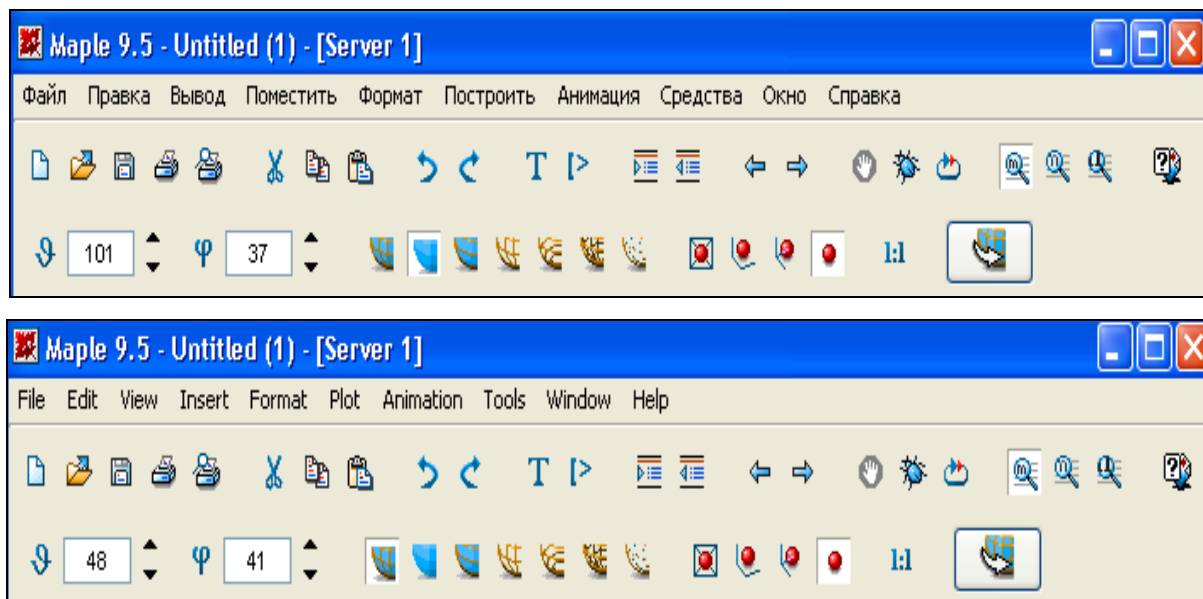 Maple 9.5 - Untitled (1) - [Server 1]
Файл Правка Вывод Поместить Формат Построить Анимация Средства Окно Справка
T [>
ϑ 101 φ 37 1:1
Maple 9.5 - Untitled (1) - [Server 1]
File Edit View Insert Format Plot Animation Tools Window Help
T [>
ϑ 48 φ 41 1:1